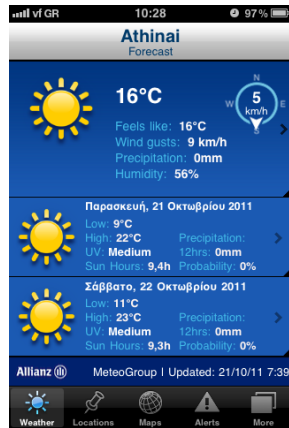 vf GR 10:28 97%
Athinai
Forecast
16°C
Feels like: 16°C
Wind gusts: 9 km/h
Precipitation: 0mm
Humidity: 56%
N
W 5 E
km/h
S
Παρασκευή, 21 Οκτωβρίου 2011
Low: 9°C
High: 22°C Precipitation:
UV: Medium 12hrs: 0mm
Sun Hours: 9,4h Probability: 0%
Σάββατο, 22 Οκτωβρίου 2011
Low: 11°C
High: 23°C Precipitation:
UV: Medium 12hrs: 0mm
Sun Hours: 9,3h Probability: 0%
Allianz MeteoGroup | Updated: 21/10/11 7:39
Weather Locations Maps Alerts More